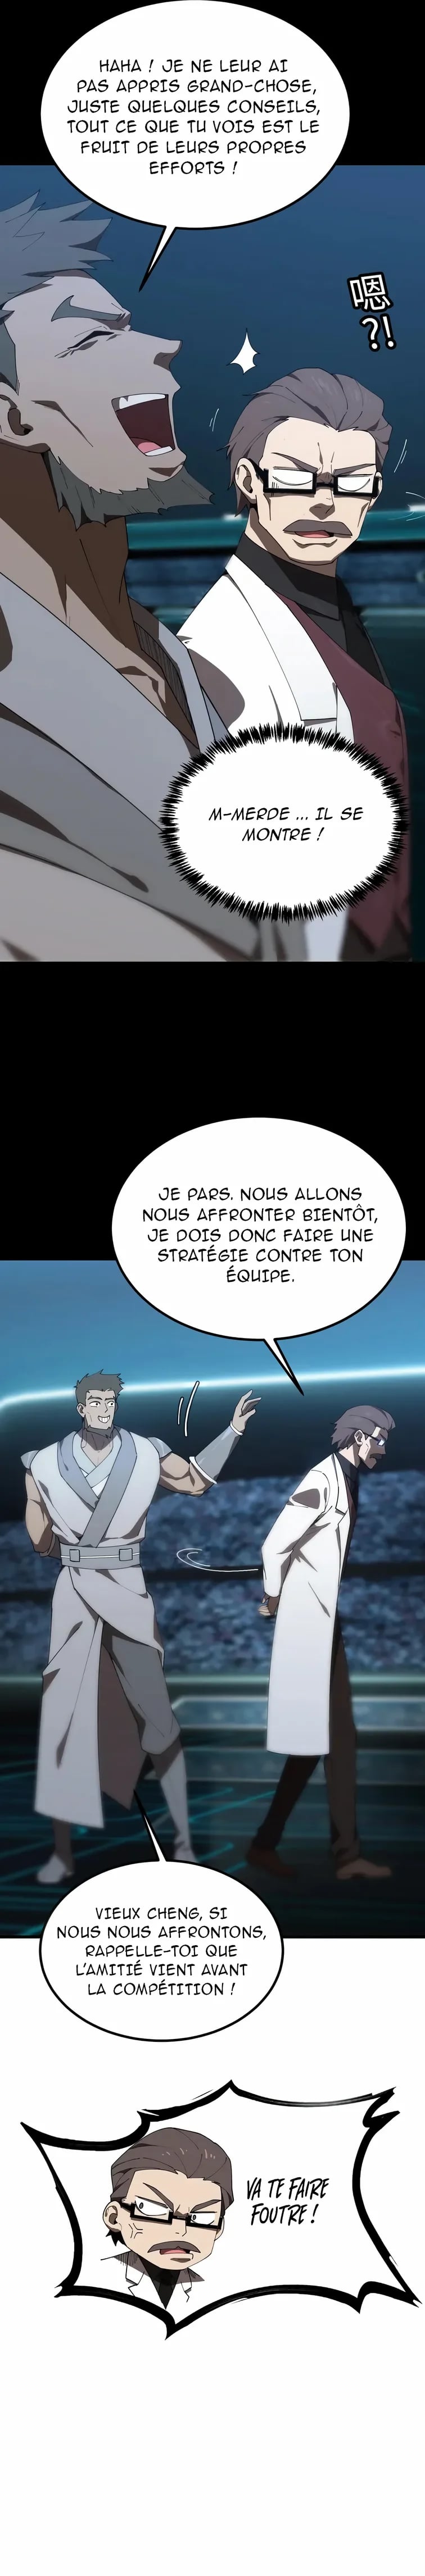 HAHA ! JE NE LEUR AI
PAS APPRIS GRAND-CHOSE,
JUSTE QUELQUES CONSEILS,
TOUT CE QUE TU VOIS EST LE
FRUIT DE LEURS PROPRES
EFFORTS !
嗯
?!
M-MERDE ... IL SE
MONTRE !
JE PARS. NOUS ALLONS
NOUS AFFRONTER BIENTÔT,
JE DOIS DONC FAIRE UNE
STRATÉGIE CONTRE TON
ÉQUIPE.
VIEUX CHENG, SI
NOUS NOUS AFFRONTONS,
RAPPELLE-TOI QUE
L'AMITIÉ VIENT AVANT
LA COMPÉTITION !
VA TE FAIRE
FOUTRE !